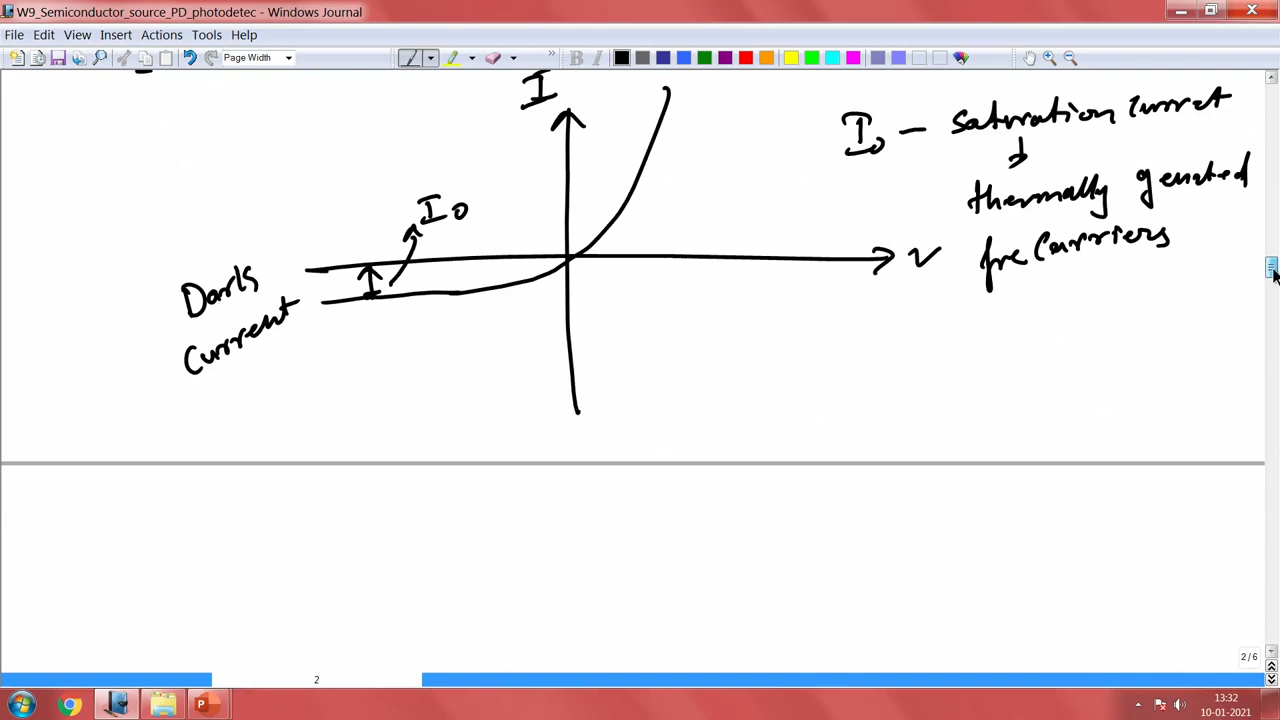 W9_Semiconductor_source_PD_photodetec - Windows Journal
File Edit View Insert Actions Tools Help
Page Width
I
I₀ — saturation current
thermally genrated
free carriers
I₀
V
Dark
Current
2/6
2
13:32
10-01-2021